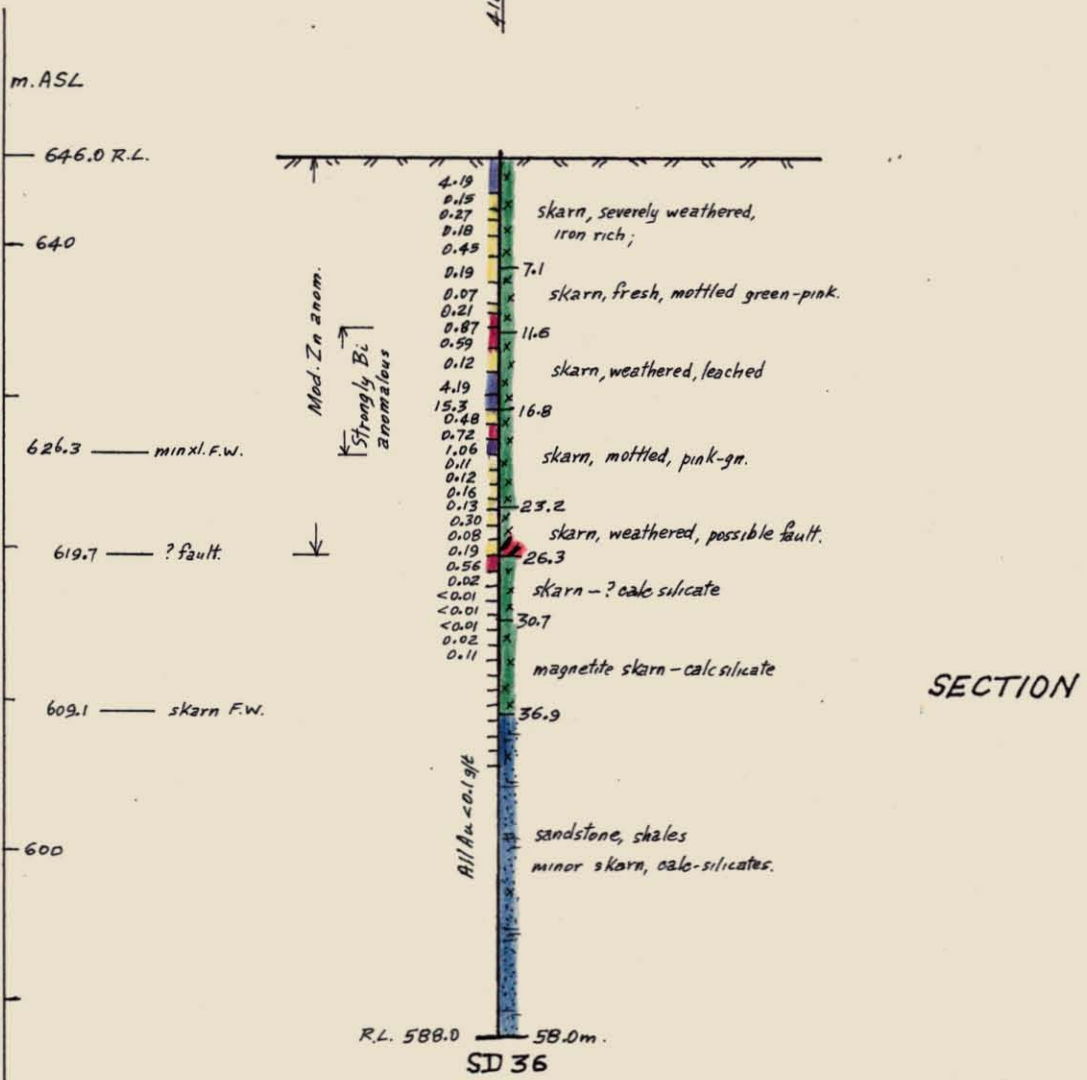 m.ASL
646.0 R.L.
640
626.3 — minxl. F.W.
619.7 — ? fault.
609.1 — skarn F.W.
600
Mod. Zn anom.
Strongly Bi
anomalous
4.19
0.15
0.27
0.18
0.45
0.19
0.07
0.21
0.87
0.59
0.12
4.19
15.3
0.48
0.72
1.06
0.11
0.12
0.16
0.13
0.30
0.08
0.19
0.56
0.02
<0.01
<0.01
<0.01
0.02
0.11
All Au <0.1 g/t
skarn, severely weathered,
iron rich;
7.1
skarn, fresh, mottled green-pink.
11.6
skarn, weathered, leached
16.8
skarn, mottled, pink-gn.
23.2
skarn, weathered, possible fault.
26.3
skarn - ? calc silicate
30.7
magnetite skarn - calc silicate
36.9
sandstone, shales
minor skarn, calc-silicates.
R.L. 588.0
58.0m.
SD 36
SECTION